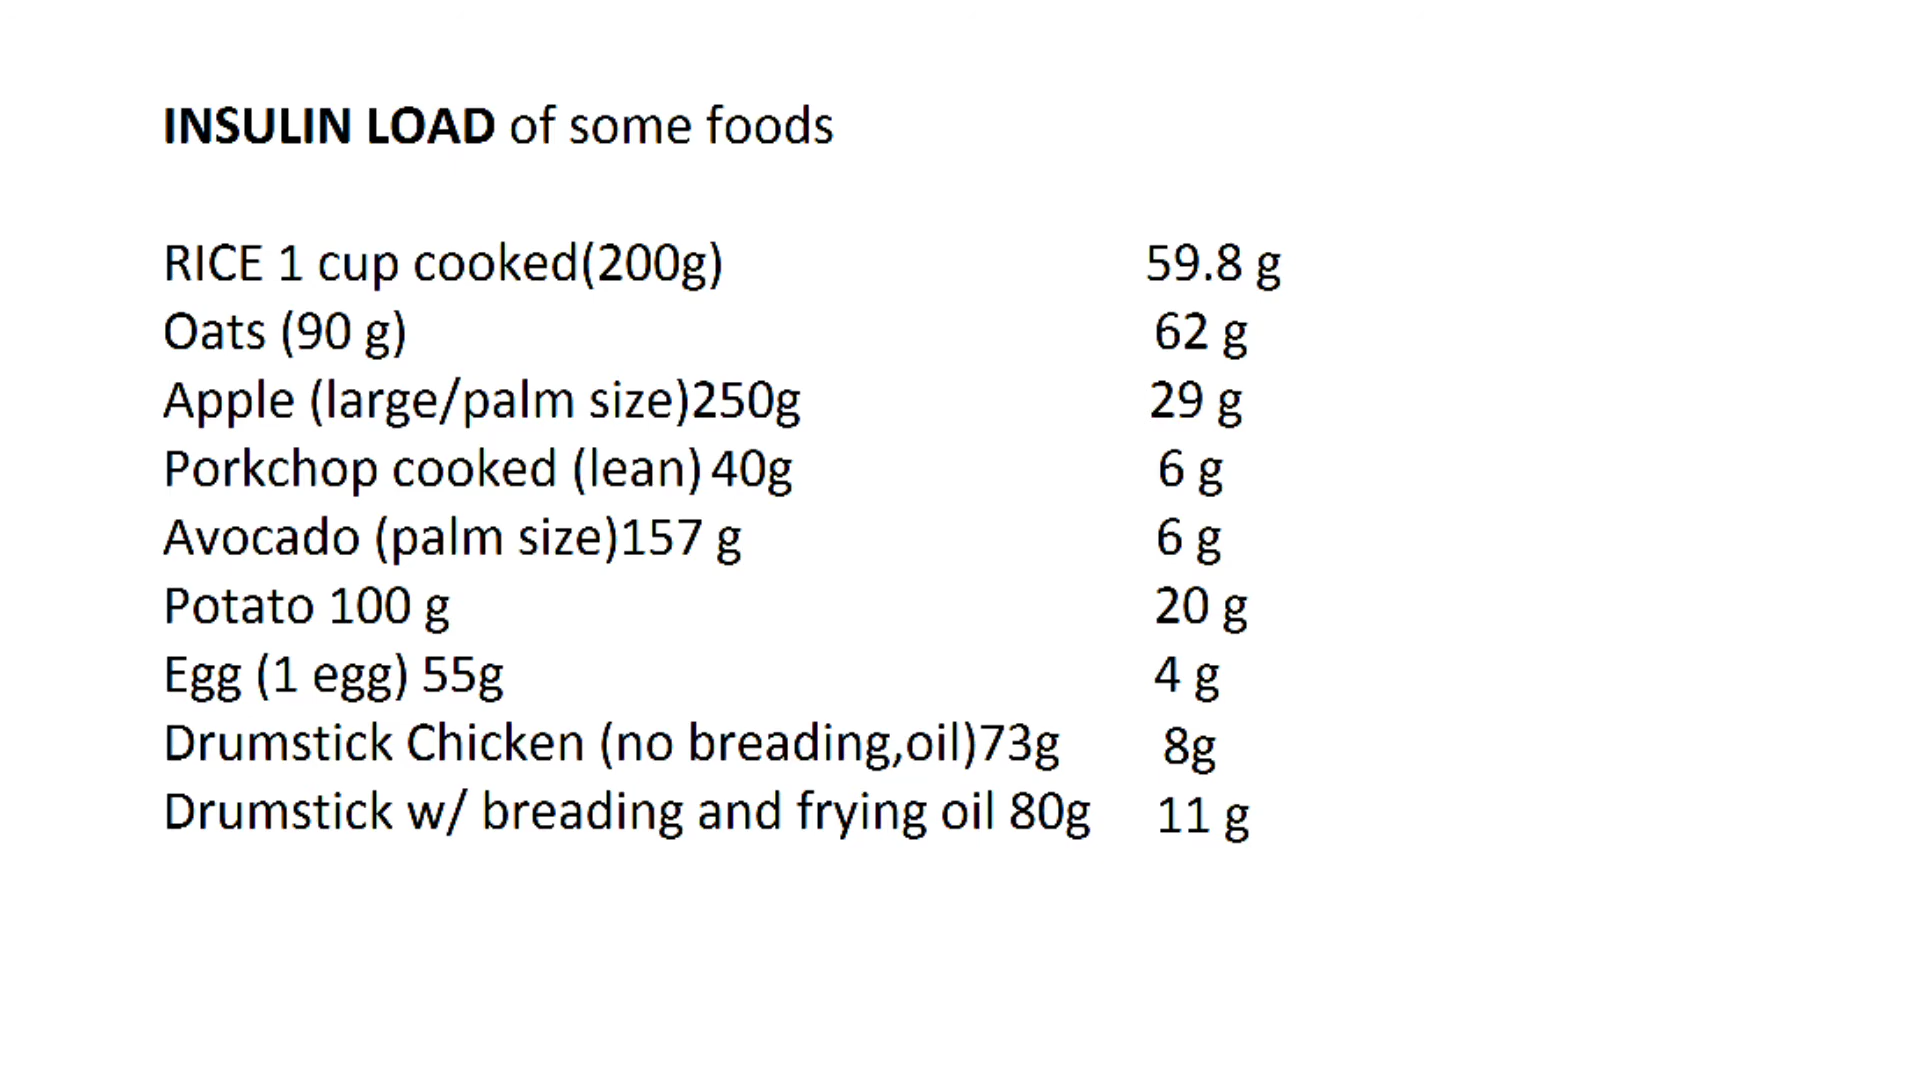 INSULIN LOAD of some foods
RICE 1 cup cooked(200g) 59.8 g
Oats (90 g) 62 g
Apple (large/palm size)250g 29 g
Porkchop cooked (lean) 40g 6 g
Avocado (palm size)157 g 6 g
Potato 100 g 20 g
Egg (1 egg) 55g 4 g
Drumstick Chicken (no breading,oil)73g 8g
Drumstick w/ breading and frying oil 80g 11 g